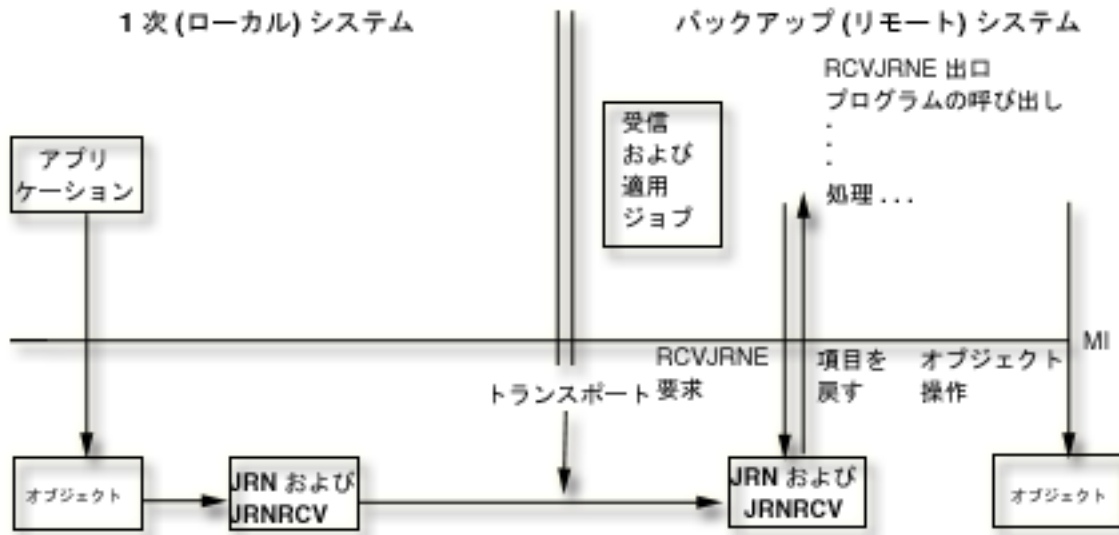 1 次 (ローカル) システム
バックアップ (リモート) システム
RCVJRNE 出口
プログラムの呼び出し
.
.
.
処理 . . .
受信
および
適用
ジョブ
アプリ
ケーション
MI
RCVJRNE
要求
項目を
戻す
オブジェクト
操作
トランスポート
オブジェクト
JRN および
JRNRCV
JRN および
JRNRCV
オブジェクト